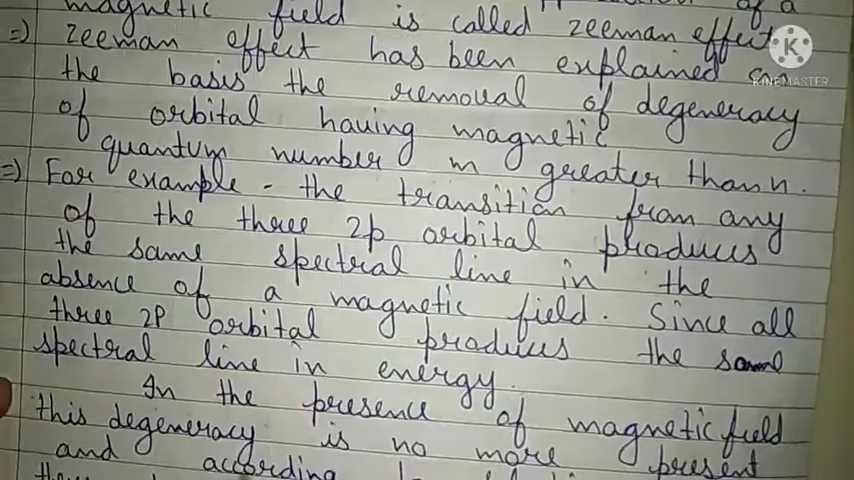 magnetic field is called zeeman effect
of a
=) zeeman effect has been explained on
the basis the removal of degeneracy
of orbital having magnetic
quantum number m greater than n.
=) For example - the transition from any
of the three 2p orbital produces
the same spectral line in the
absence of a magnetic field. Since all
three 2P orbital produces the same
spectral line in energy.
In the presence of magnetic field
this degeneracy is no more present
and according
KINEMASTER